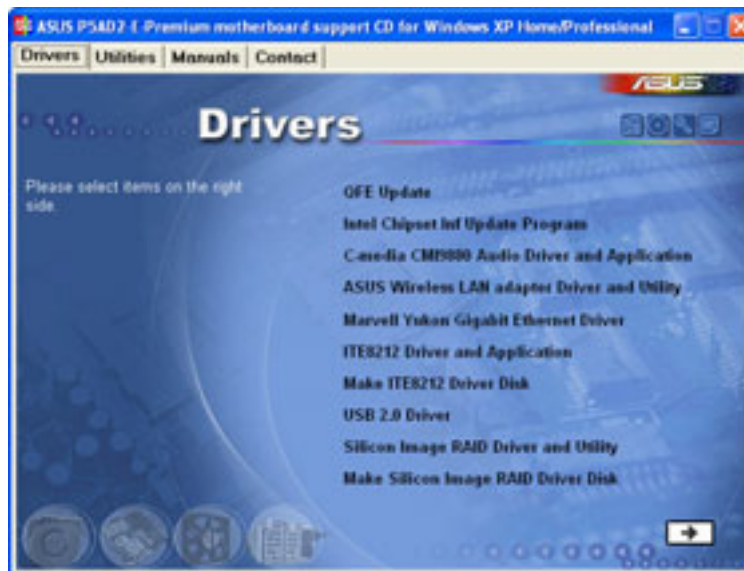 ASUS P5AD2-E-Premium motherboard support CD for Windows XP Home/Professional
Drivers Utilities Manuals Contact
ASUS
Drivers
Please select items on the right
side.
QFE Update
Intel Chipset Inf Update Program
C-media CMI9880 Audio Driver and Application
ASUS Wireless LAN adapter Driver and Utility
Marvell Yukon Gigabit Ethernet Driver
ITE8212 Driver and Application
Make ITE8212 Driver Disk
USB 2.0 Driver
Silicon Image RAID Driver and Utility
Make Silicon Image RAID Driver Disk